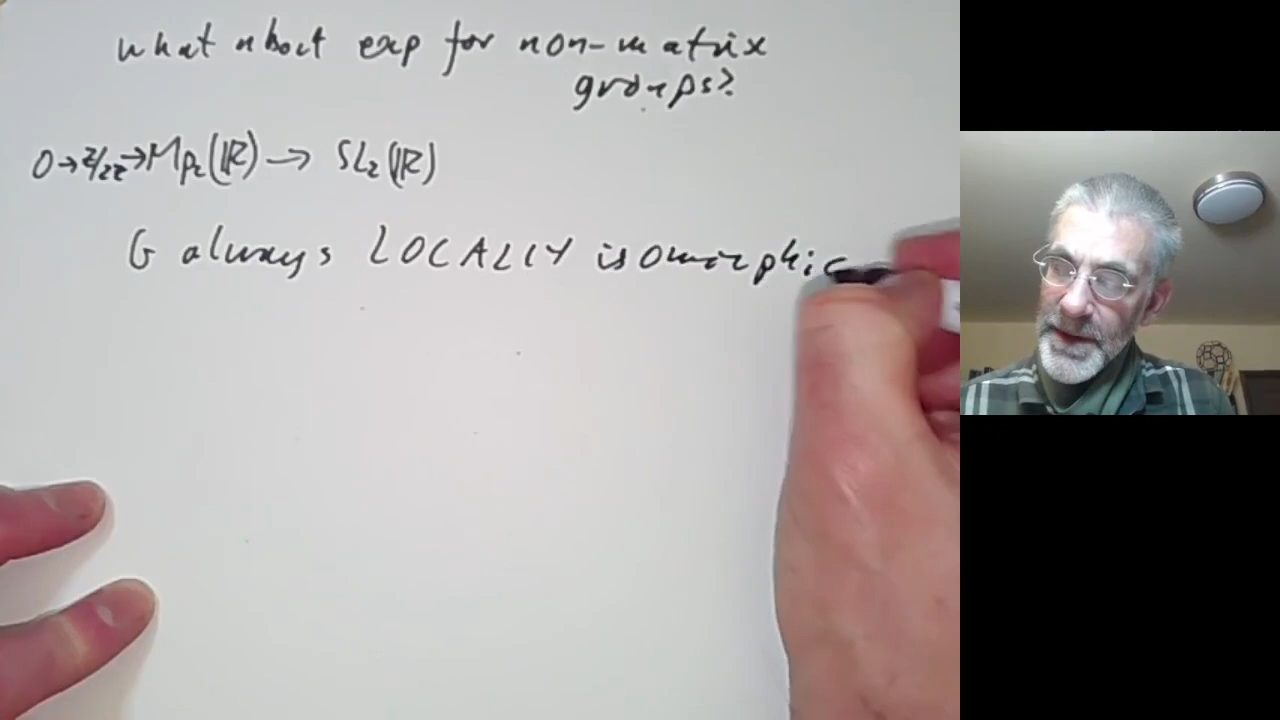 what about exp for non-matrix
groups?
0→ℤ/2ℤ→Mp₂(ℝ)→ SL₂(ℝ)
G always LOCALLY isomorphic